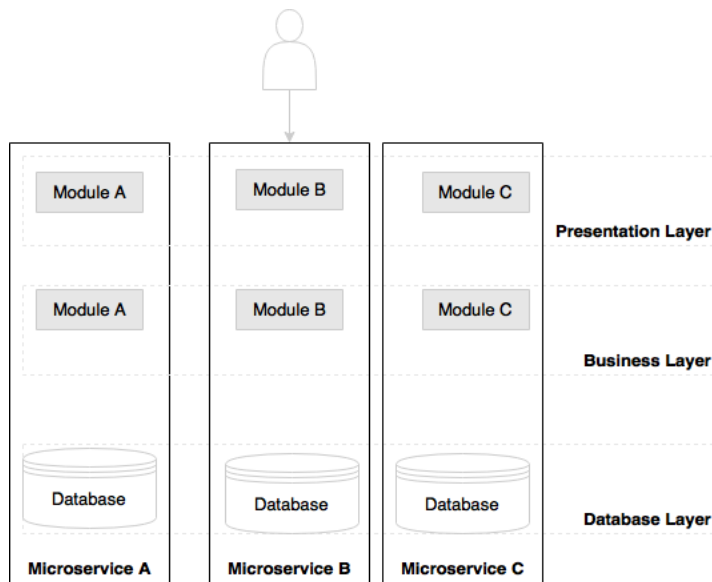 Module A
Module B
Module C
Presentation Layer
Module A
Module B
Module C
Business Layer
Database
Database
Database
Database Layer
Microservice A
Microservice B
Microservice C